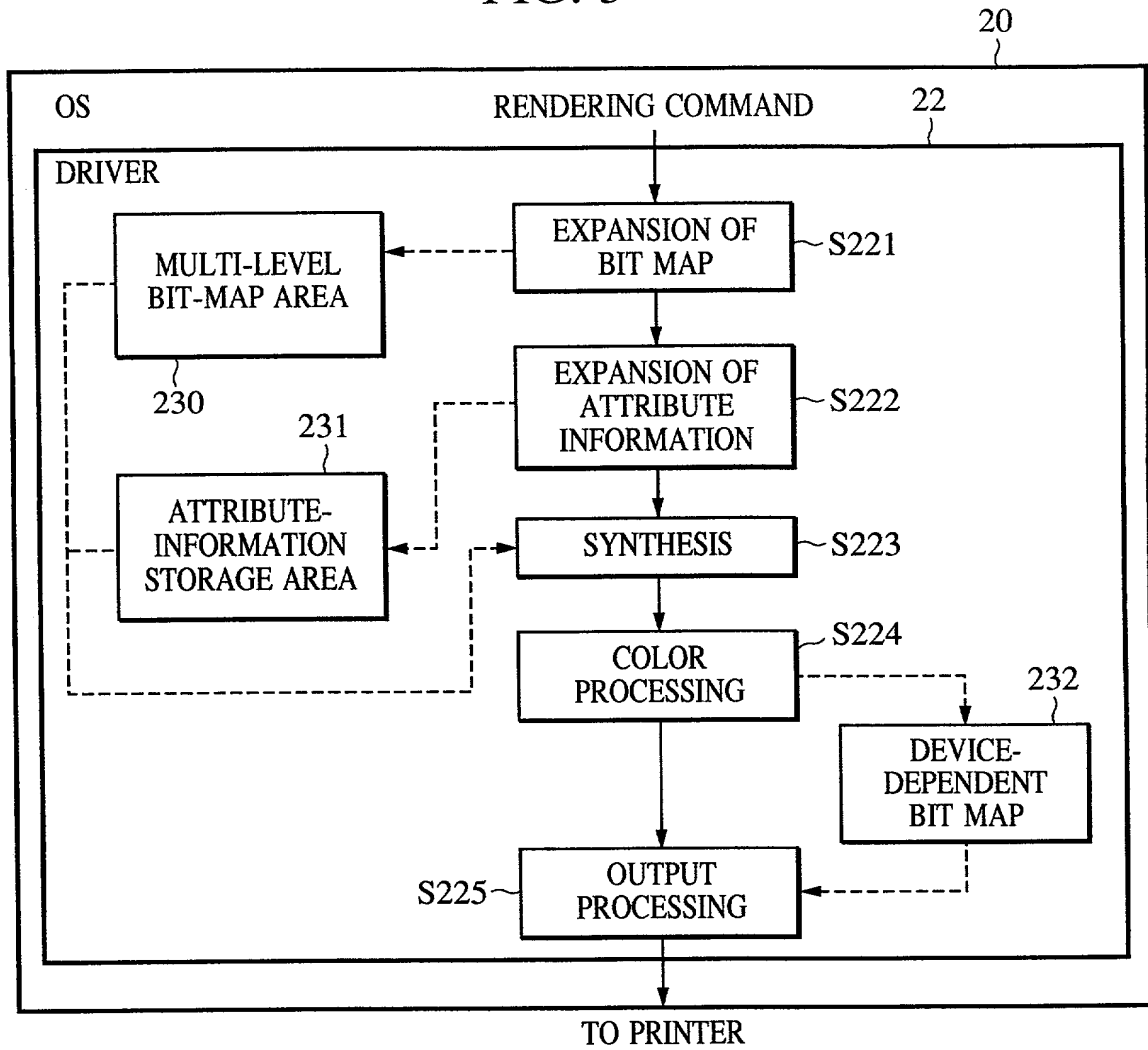 20
OS
RENDERING COMMAND
22
DRIVER
EXPANSION OF
BIT MAP
S221
MULTI-LEVEL
BIT-MAP AREA
230
EXPANSION OF
ATTRIBUTE
INFORMATION
S222
231
ATTRIBUTE-
INFORMATION
STORAGE AREA
SYNTHESIS
S223
COLOR
PROCESSING
S224
232
DEVICE-
DEPENDENT
BIT MAP
OUTPUT
PROCESSING
S225
TO PRINTER